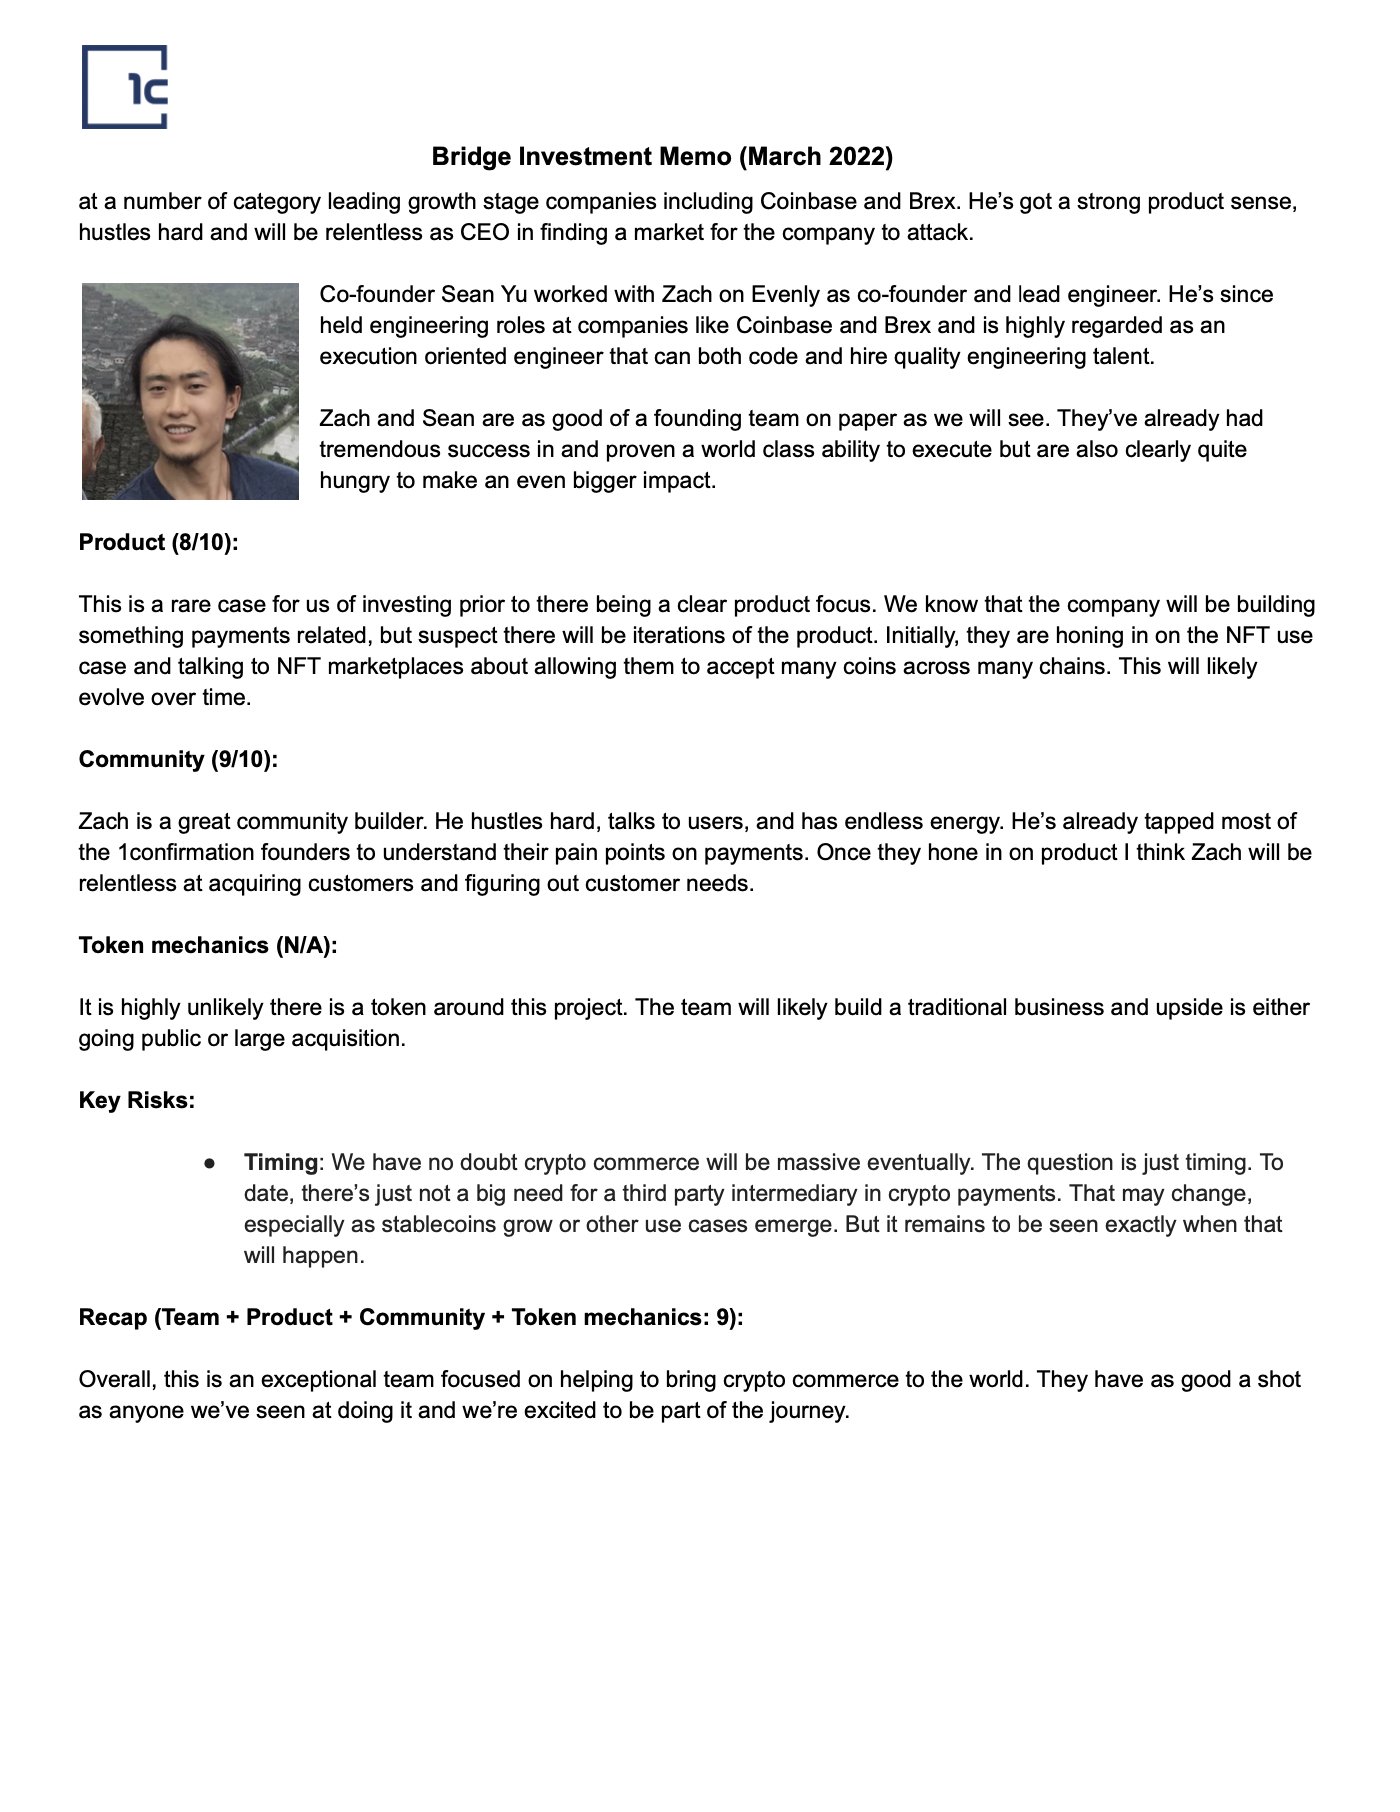 1c
Bridge Investment Memo (March 2022)
at a number of category leading growth stage companies including Coinbase and Brex. He’s got a strong product sense,
hustles hard and will be relentless as CEO in finding a market for the company to attack.
Co-founder Sean Yu worked with Zach on Evenly as co-founder and lead engineer. He’s since
held engineering roles at companies like Coinbase and Brex and is highly regarded as an
execution oriented engineer that can both code and hire quality engineering talent.
Zach and Sean are as good of a founding team on paper as we will see. They’ve already had
tremendous success in and proven a world class ability to execute but are also clearly quite
hungry to make an even bigger impact.
Product (8/10):
This is a rare case for us of investing prior to there being a clear product focus. We know that the company will be building
something payments related, but suspect there will be iterations of the product. Initially, they are honing in on the NFT use
case and talking to NFT marketplaces about allowing them to accept many coins across many chains. This will likely
evolve over time.
Community (9/10):
Zach is a great community builder. He hustles hard, talks to users, and has endless energy. He’s already tapped most of
the 1confirmation founders to understand their pain points on payments. Once they hone in on product I think Zach will be
relentless at acquiring customers and figuring out customer needs.
Token mechanics (N/A):
It is highly unlikely there is a token around this project. The team will likely build a traditional business and upside is either
going public or large acquisition.
Key Risks:
● Timing: We have no doubt crypto commerce will be massive eventually. The question is just timing. To
date, there’s just not a big need for a third party intermediary in crypto payments. That may change,
especially as stablecoins grow or other use cases emerge. But it remains to be seen exactly when that
will happen.
Recap (Team + Product + Community + Token mechanics: 9):
Overall, this is an exceptional team focused on helping to bring crypto commerce to the world. They have as good a shot
as anyone we’ve seen at doing it and we’re excited to be part of the journey.